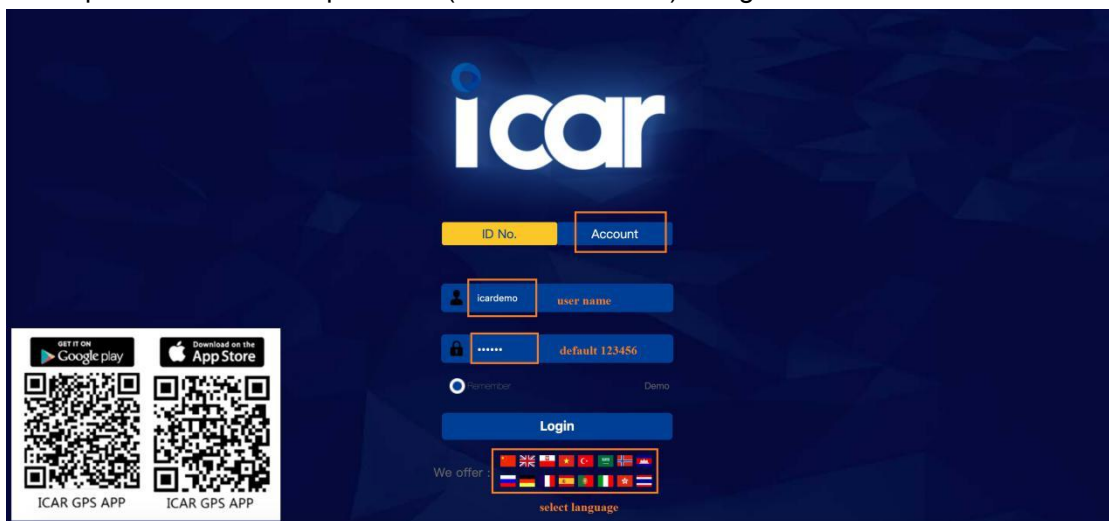 icar
ID No. Account
icardemo user name
•••••• default 123456
Remember Demo
Login
We offer :
select language
GET IT ON Google play
Download on the App Store
ICAR GPS APP ICAR GPS APP